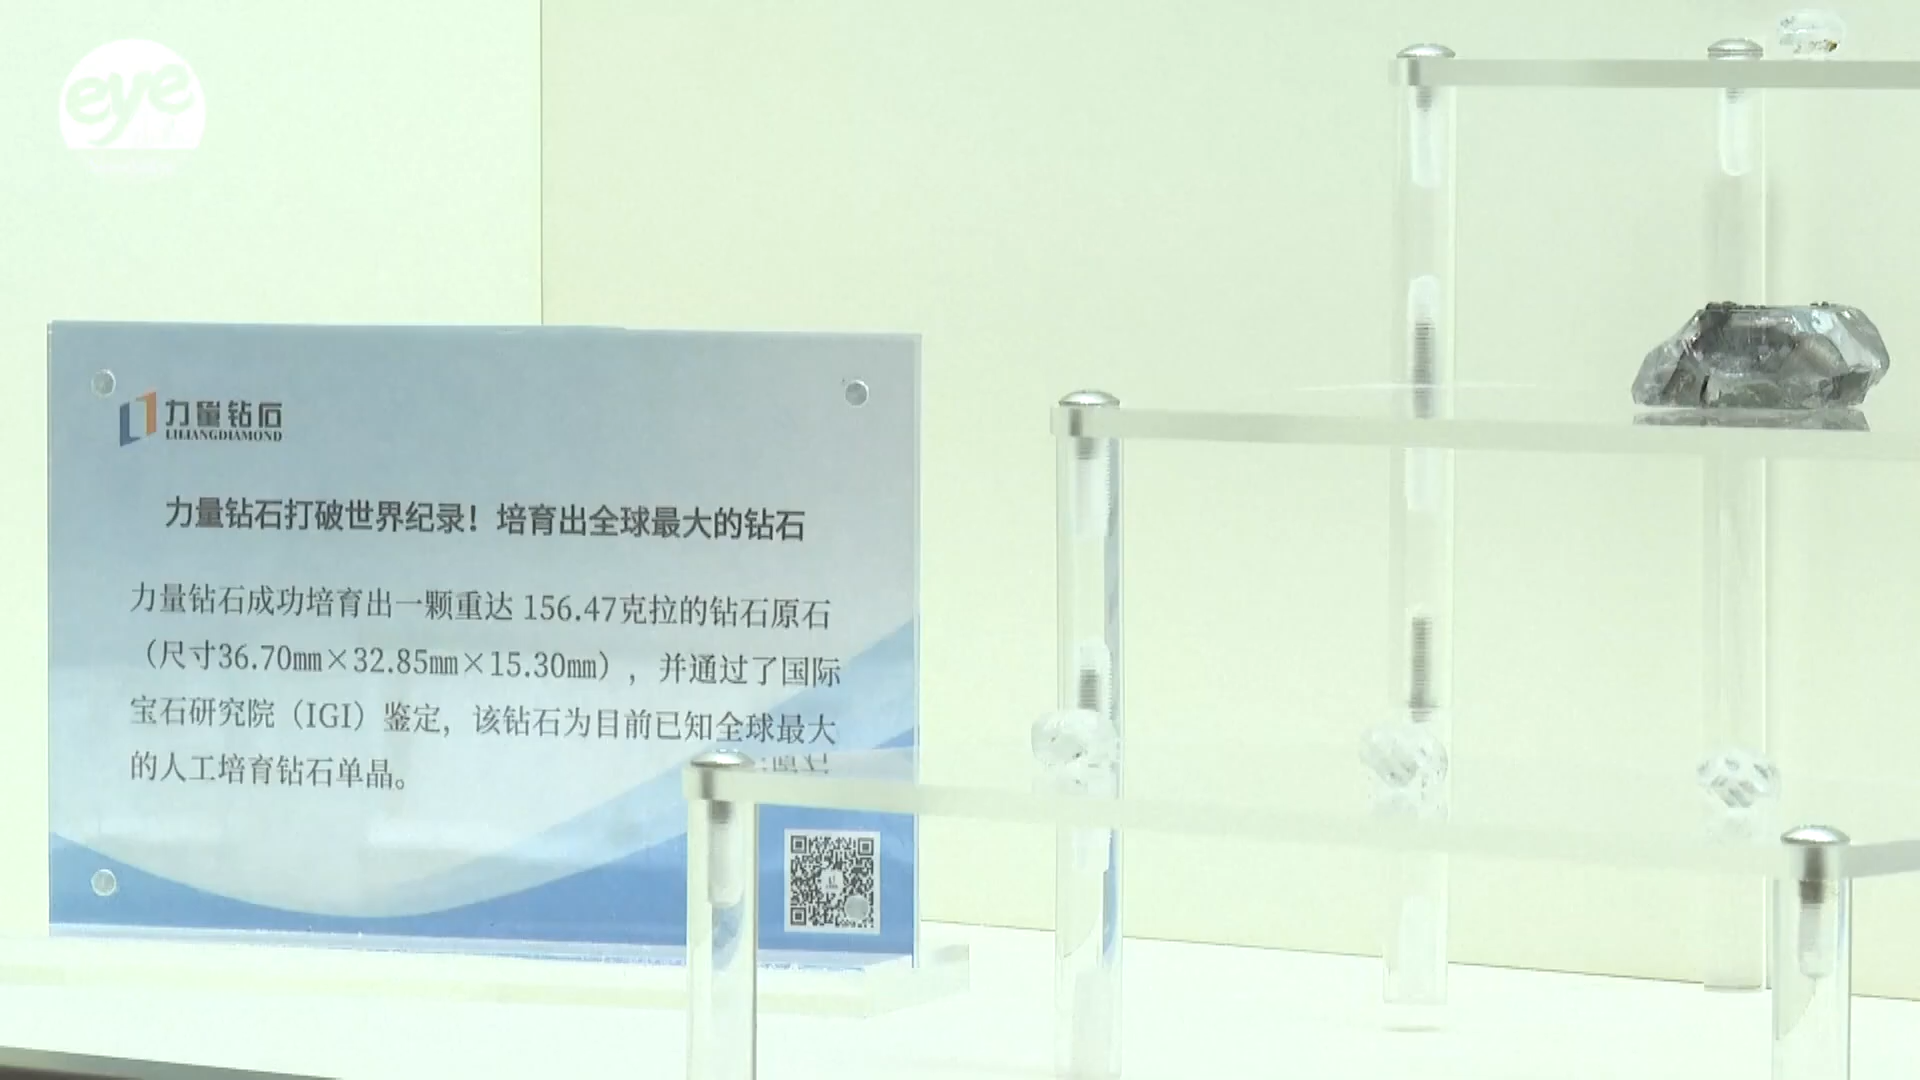 eye
力量钻石
LILIANGDIAMOND
力量钻石打破世界纪录！培育出全球最大的钻石
力量钻石成功培育出一颗重达 156.47克拉的钻石原石
（尺寸36.70mm×32.85mm×15.30mm），并通过了国际
宝石研究院（IGI）鉴定，该钻石为目前已知全球最大
的人工培育钻石单晶。